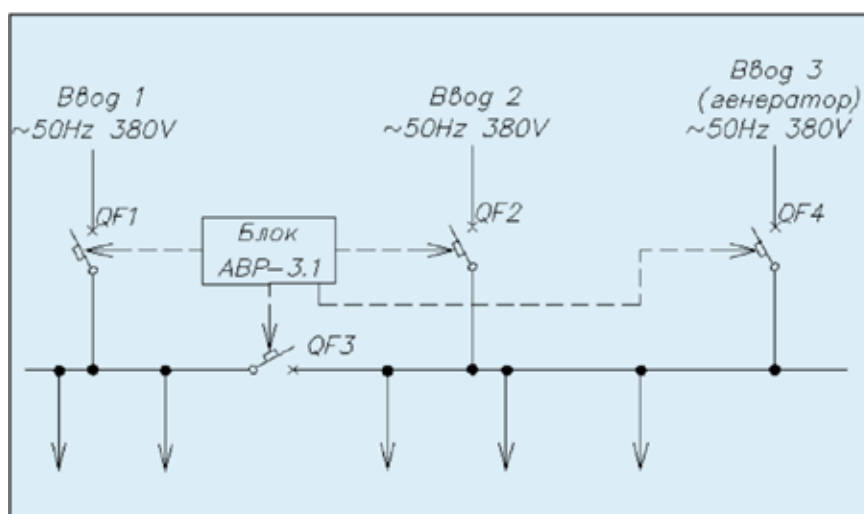 Ввод 1
~50Hz 380V
Ввод 2
~50Hz 380V
Ввод 3
(генератор)
~50Hz 380V
QF1
QF2
QF4
Блок
АВР-3.1
QF3